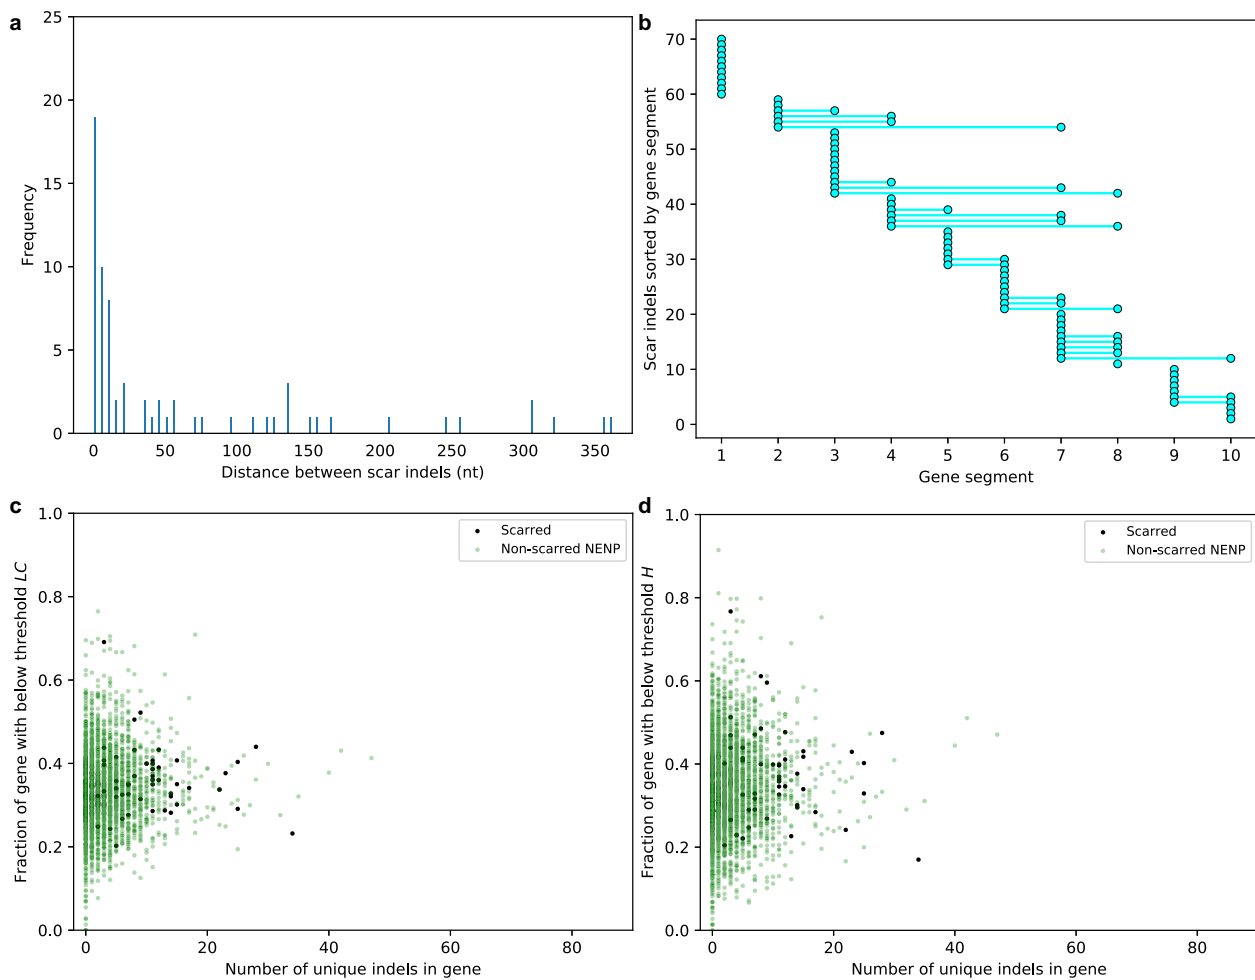 a
25
20
15
10
5
0
Frequency
0 50 100 150 200 250 300 350
Distance between scar indels (nt)
b
70
60
50
40
30
20
10
0
Scar indels sorted by gene segment
1 2 3 4 5 6 7 8 9 10
Gene segment
c
1.0
0.8
0.6
0.4
0.2
0.0
Fraction of gene with below threshold LC
Scarred
Non-scarred NENP
0 20 40 60 80
Number of unique indels in gene
d
1.0
0.8
0.6
0.4
0.2
0.0
Fraction of gene with below threshold H
Scarred
Non-scarred NENP
0 20 40 60 80
Number of unique indels in gene